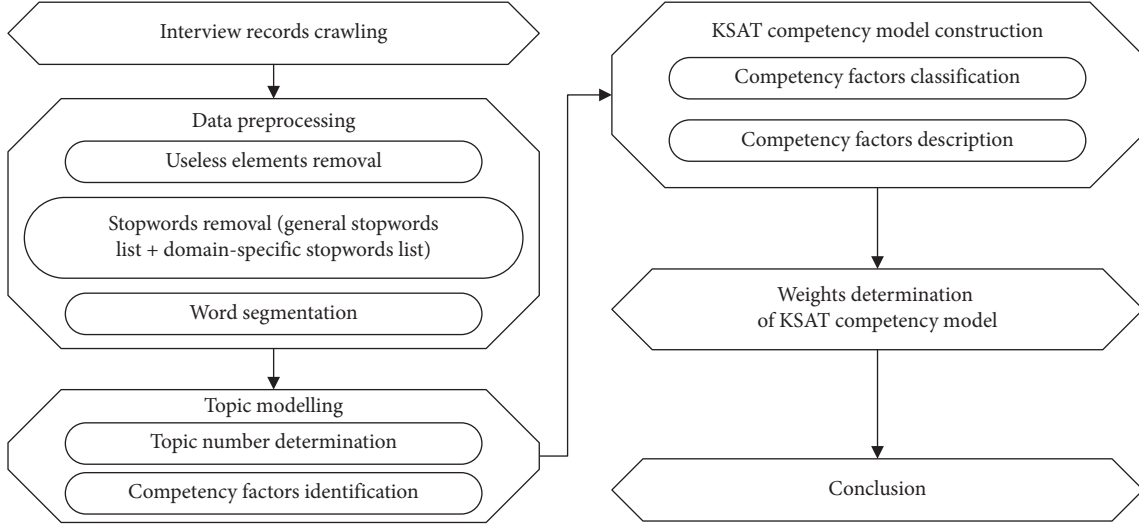 Interview records crawling
Data preprocessing
Useless elements removal
Stopwords removal (general stopwords
list + domain-specific stopwords list)
Word segmentation
Topic modelling
Topic number determination
Competency factors identification
KSAT competency model construction
Competency factors classification
Competency factors description
Weights determination
of KSAT competency model
Conclusion